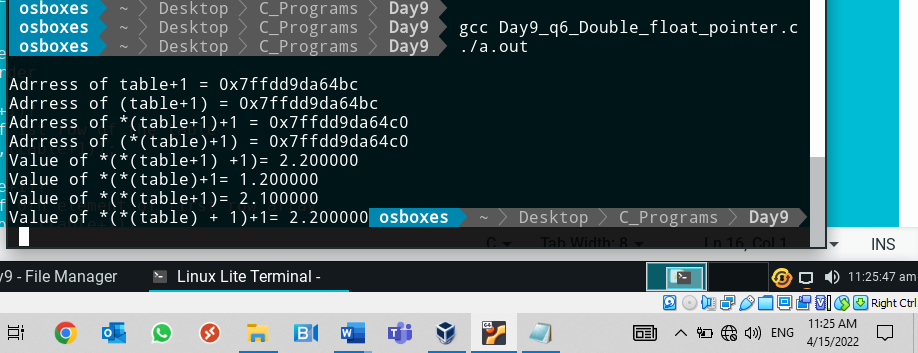 osboxes ~ Desktop C_Programs Day9
osboxes ~ Desktop C_Programs Day9 gcc Day9_q6_Double_float_pointer.c
osboxes ~ Desktop C_Programs Day9 ./a.out
Adrress of table+1 = 0x7ffdd9da64bc
Adrress of (table+1) = 0x7ffdd9da64bc
Adrress of *(table+1)+1 = 0x7ffdd9da64c0
Adrress of (*(table)+1) = 0x7ffdd9da64c0
Value of *(*(table+1) +1)= 2.200000
Value of *(*(table)+1= 1.200000
Value of *(*(table+1)= 2.100000
Value of *(*(table) + 1)+1= 2.200000 osboxes ~ Desktop C_Programs Day9
C Tab Width: 8 Ln 16, Col 1 INS
y9 - File Manager Linux Lite Terminal - 11:25:47 am
Right Ctrl
ENG 11:25 AM
4/15/2022